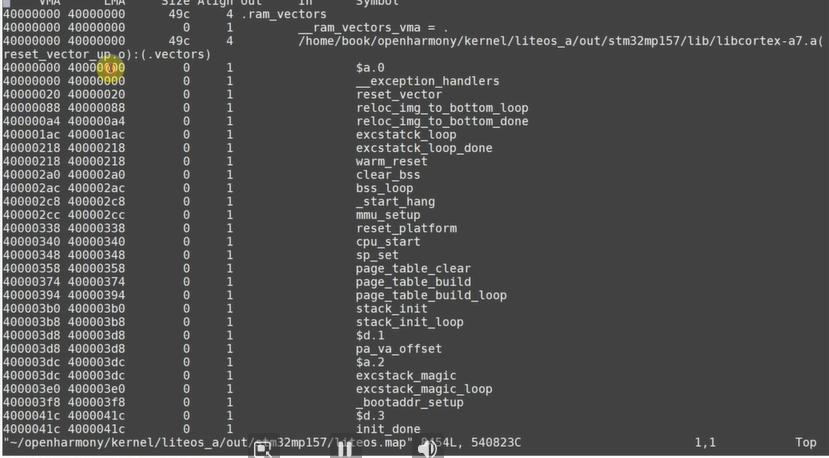 VMA LMA Size Align Out In Symbol
40000000 40000000 49c 4 .ram_vectors
40000000 40000000 0 1 __ram_vectors_vma = .
40000000 40000000 49c 4 /home/book/openharmony/kernel/liteos_a/out/stm32mp157/lib/libcortex-a7.a(
reset_vector_up.o):(.vectors)
40000000 40000000 0 1 $a.0
40000000 40000000 0 1 __exception_handlers
40000020 40000020 0 1 reset_vector
40000088 40000088 0 1 reloc_img_to_bottom_loop
400000a4 400000a4 0 1 reloc_img_to_bottom_done
400001ac 400001ac 0 1 excstatck_loop
40000218 40000218 0 1 excstatck_loop_done
40000218 40000218 0 1 warm_reset
400002a0 400002a0 0 1 clear_bss
400002ac 400002ac 0 1 bss_loop
400002c8 400002c8 0 1 _start_hang
400002cc 400002cc 0 1 mmu_setup
40000338 40000338 0 1 reset_platform
40000340 40000340 0 1 cpu_start
40000348 40000348 0 1 sp_set
40000358 40000358 0 1 page_table_clear
40000374 40000374 0 1 page_table_build
40000394 40000394 0 1 page_table_build_loop
400003b0 400003b0 0 1 stack_init
400003b8 400003b8 0 1 stack_init_loop
400003d8 400003d8 0 1 $d.1
400003d8 400003d8 0 1 pa_va_offset
400003dc 400003dc 0 1 $a.2
400003dc 400003dc 0 1 excstack_magic
400003e0 400003e0 0 1 excstack_magic_loop
400003f8 400003f8 0 1 _bootaddr_setup
4000041c 4000041c 0 1 $d.3
4000041c 4000041c 0 1 init_done
"~/openharmony/kernel/liteos_a/out/stm32mp157/liteos.map" 540823C 1,1 Top